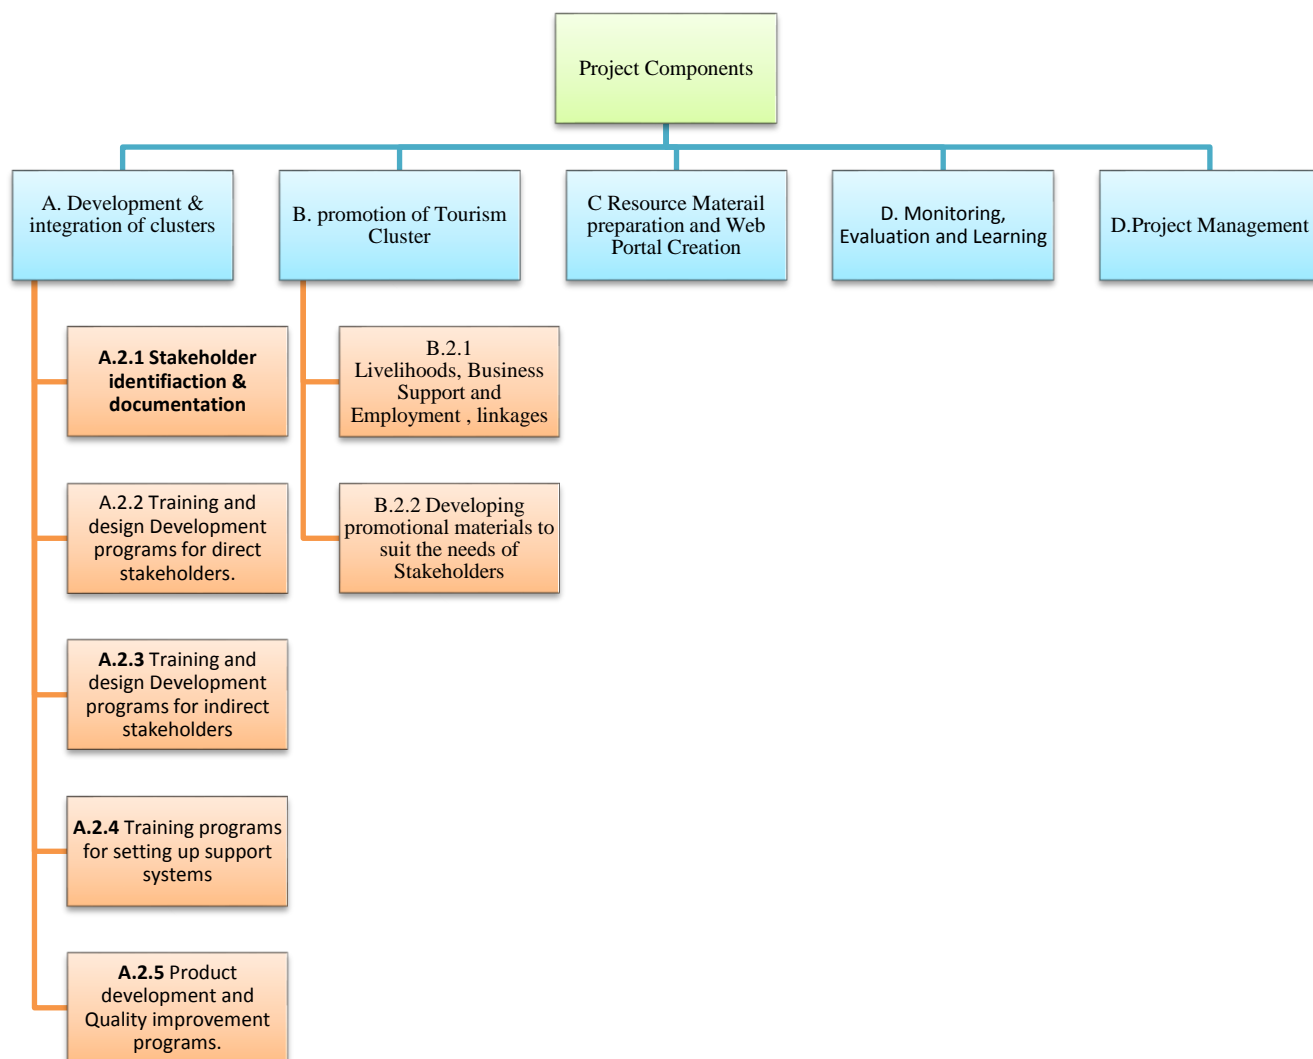 Project Components
A. Development &
integration of clusters
B. promotion of Tourism
Cluster
C Resource Materail
preparation and Web
Portal Creation
D. Monitoring,
Evaluation and Learning
D.Project Management
A.2.1 Stakeholder
identifiaction &
documentation
A.2.2 Training and
design Development
programs for direct
stakeholders.
A.2.3 Training and
design Development
programs for indirect
stakeholders
A.2.4 Training programs
for setting up support
systems
A.2.5 Product
development and
Quality improvement
programs.
B.2.1
Livelihoods, Business
Support and
Employment , linkages
B.2.2 Developing
promotional materials to
suit the needs of
Stakeholders